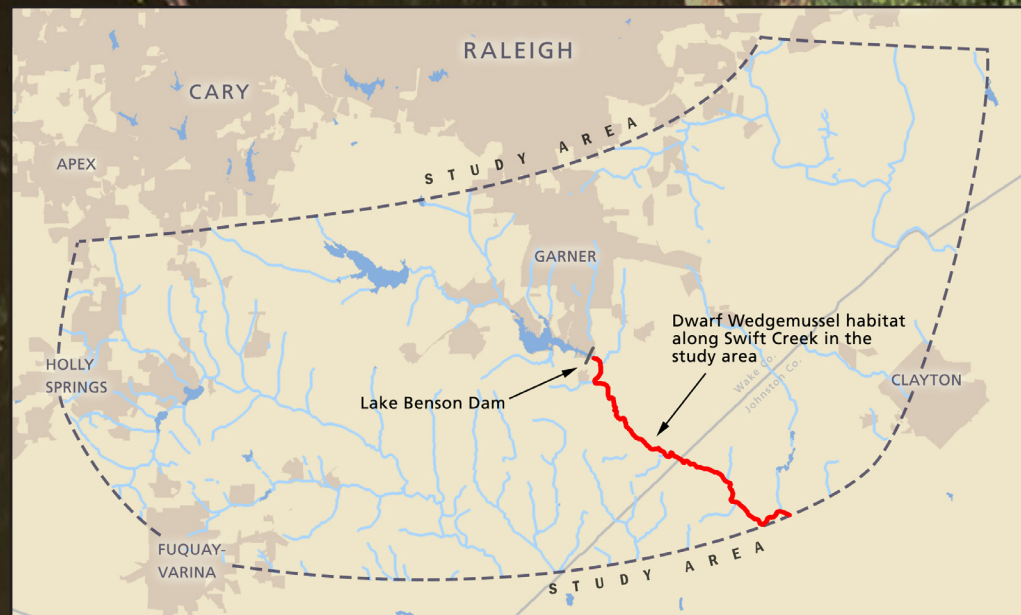 RALEIGH
CARY
STUDY AREA
APEX
GARNER
Dwarf Wedgemussel habitat
along Swift Creek in the
study area
Wake Co.
Johnston Co.
HOLLY
SPRINGS
CLAYTON
Lake Benson Dam
FUQUAY-
VARINA
STUDY AREA